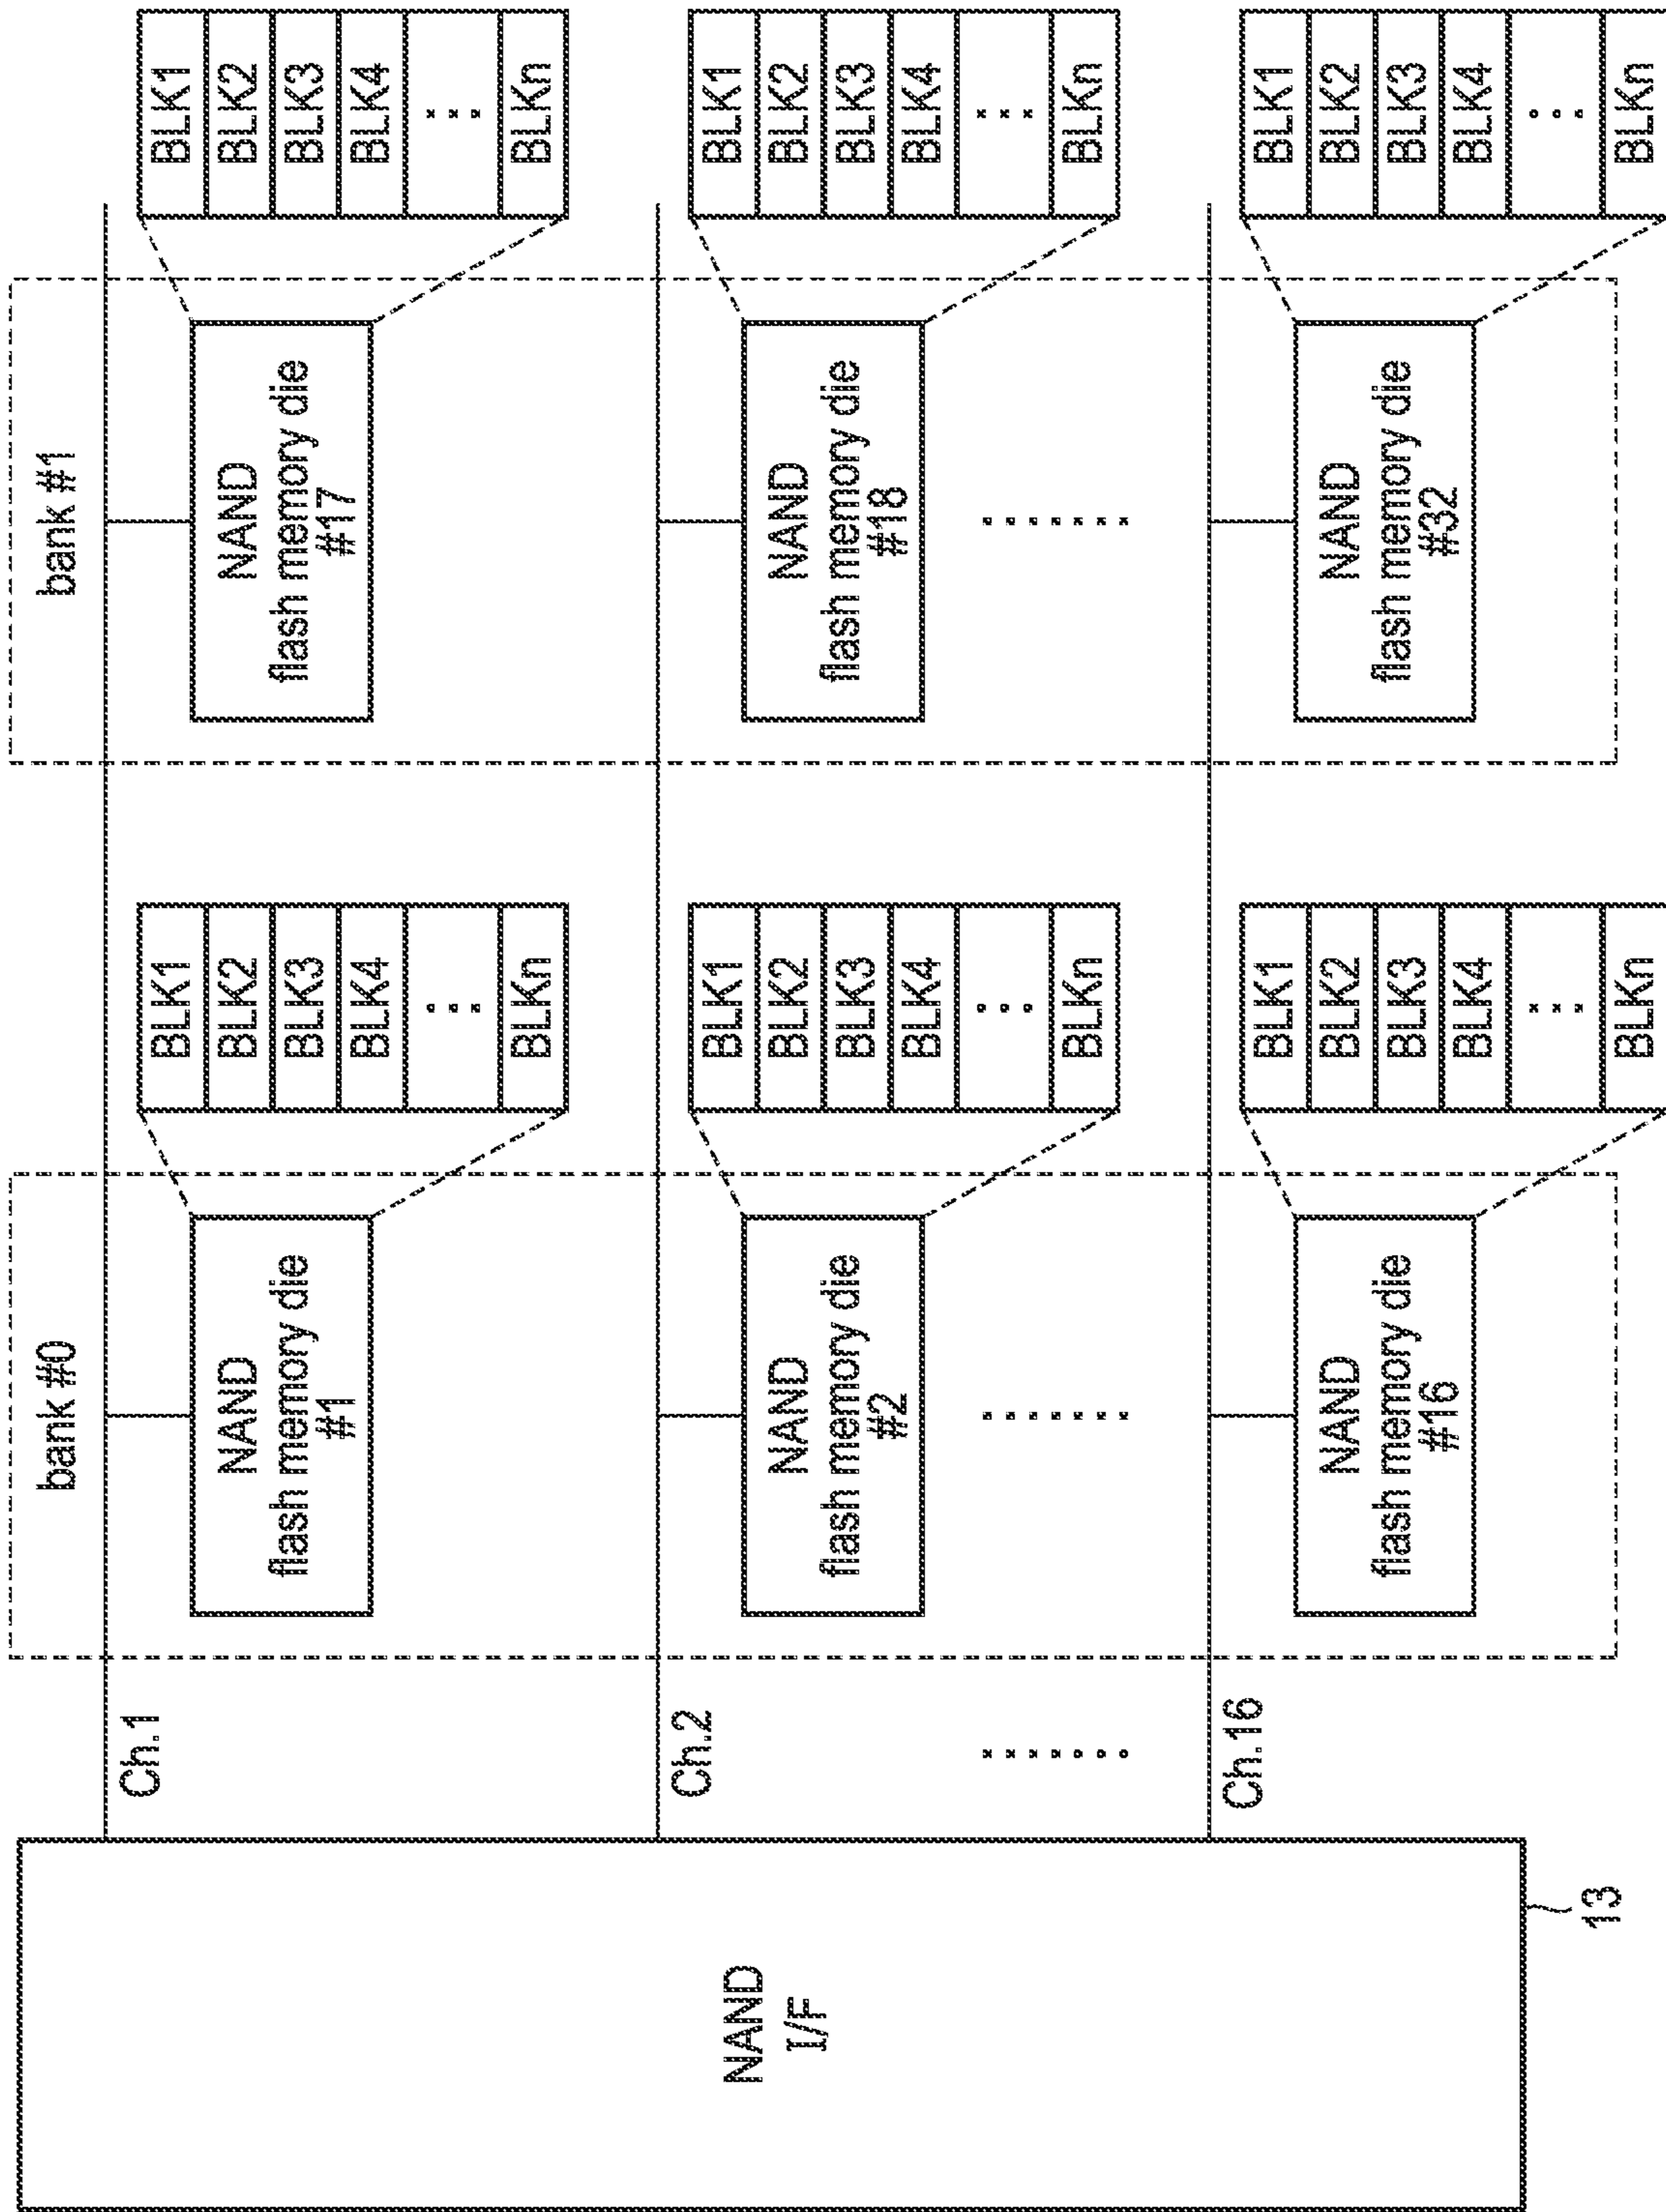 bank #0
bank #1
NAND
I/F
13
Ch.1
NAND
flash memory die
#1
BLK1
BLK2
BLK3
BLK4
BLKn
NAND
flash memory die
#17
BLK1
BLK2
BLK3
BLK4
BLKn
Ch.2
NAND
flash memory die
#2
BLK1
BLK2
BLK3
BLK4
BLKn
NAND
flash memory die
#18
BLK1
BLK2
BLK3
BLK4
BLKn
Ch.16
NAND
flash memory die
#16
BLK1
BLK2
BLK3
BLK4
BLKn
NAND
flash memory die
#32
BLK1
BLK2
BLK3
BLK4
BLKn